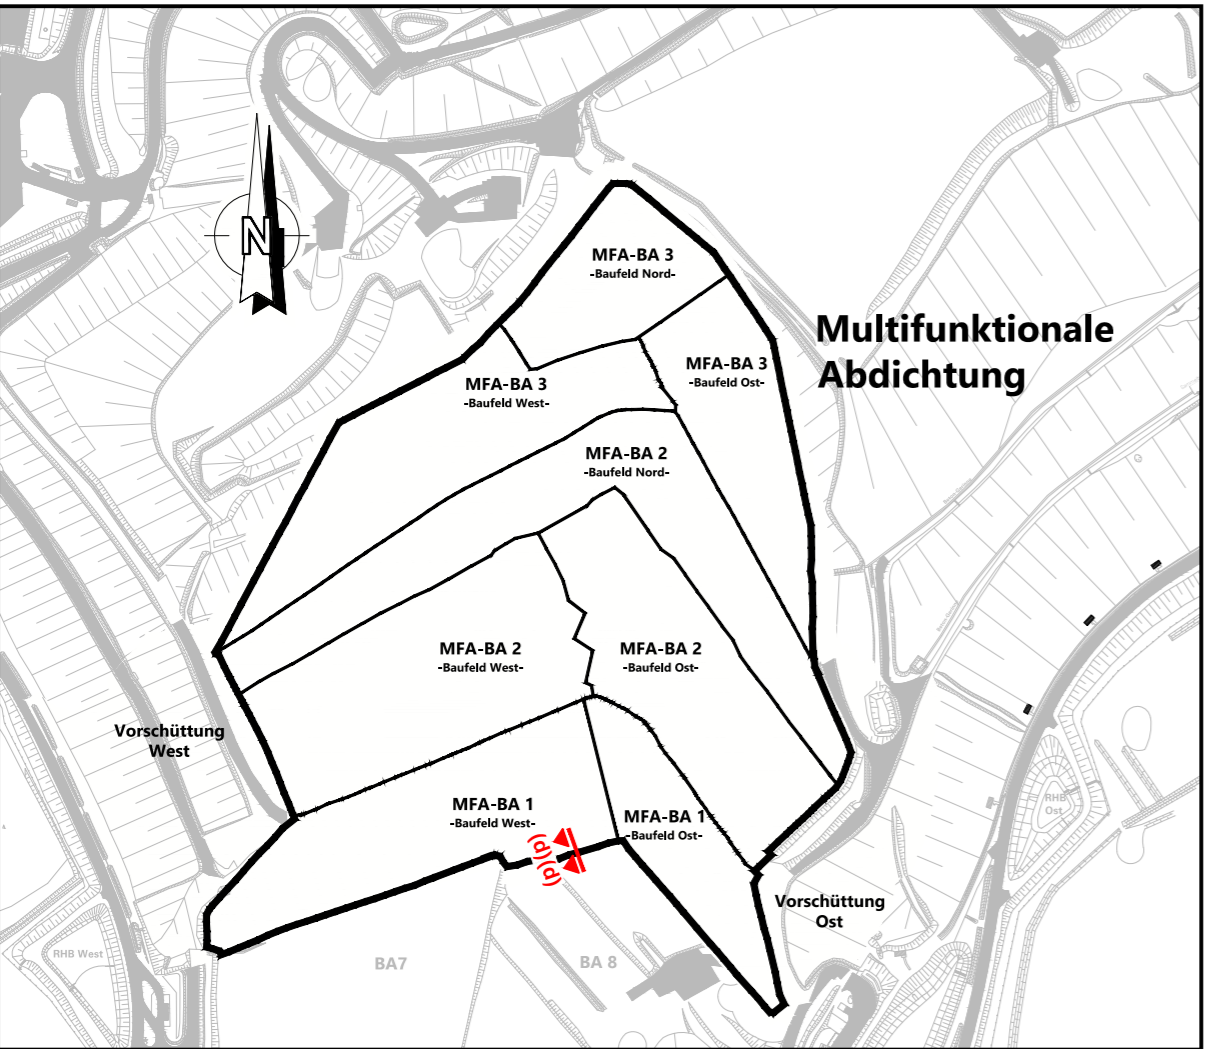 N
MFA-BA 3
-Baufeld Nord-
Multifunktionale
Abdichtung
MFA-BA 3
-Baufeld Ost-
MFA-BA 3
-Baufeld West-
MFA-BA 2
-Baufeld Nord-
MFA-BA 2
-Baufeld West-
MFA-BA 2
-Baufeld Ost-
Vorschüttung
West
MFA-BA 1
-Baufeld West-
MFA-BA 1
-Baufeld Ost-
(d)
(d)
RHB
Ost
Vorschüttung
Ost
RHB West
BA7
BA 8